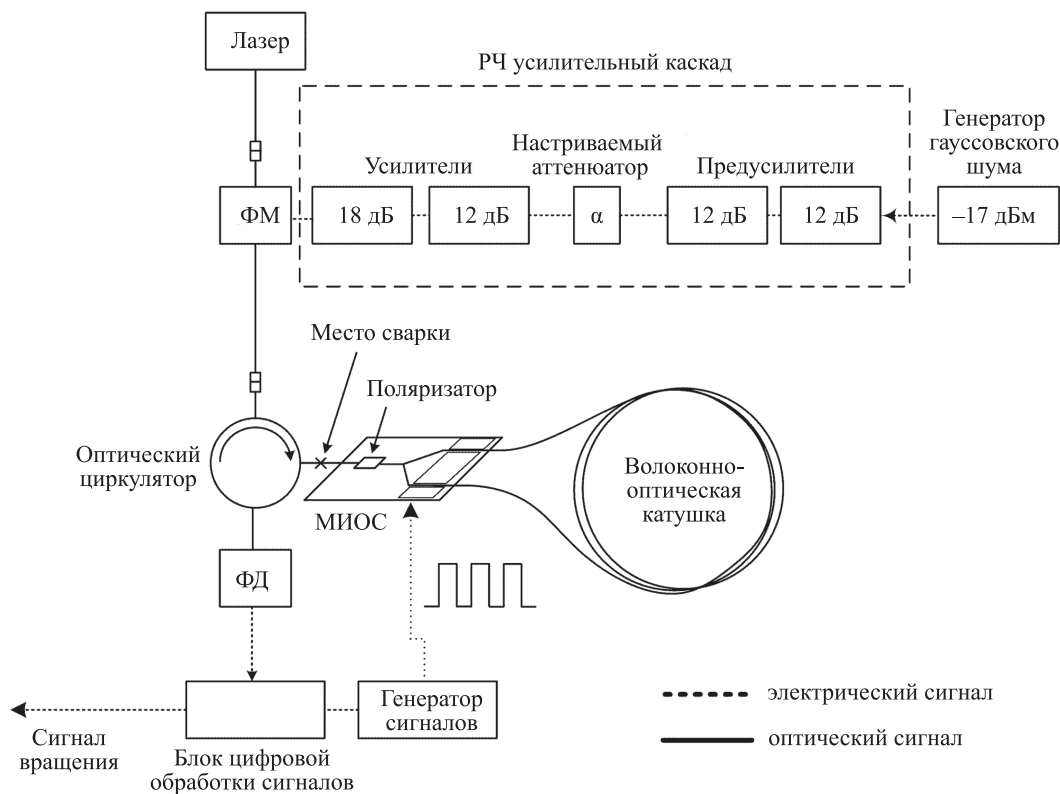 Лазер
РЧ усилительный каскад
Генератор
гауссовского
шума
Настриваемый
аттенюатор
Усилители
Предусилители
ФМ
18 дБ
12 дБ
α
12 дБ
12 дБ
–17 дБм
Место сварки
Поляризатор
Оптический
циркулятор
Волоконно-
оптическая
катушка
МИОС
ФД
Генератор
сигналов
электрический сигнал
оптический сигнал
Сигнал
вращения
Блок цифровой
обработки сигналов